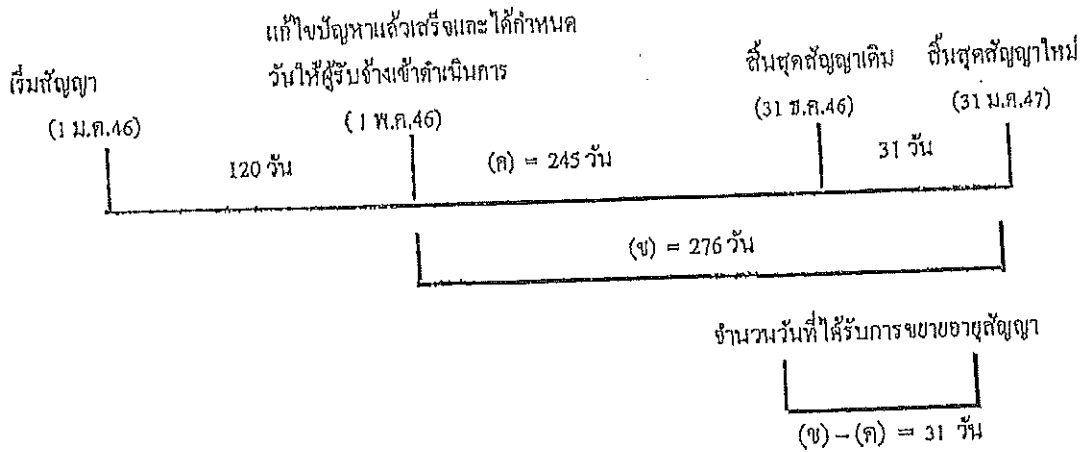 แก้ไขปัญหาแล้วเสร็จและได้กำหนด
วันให้ผู้รับจ้างเข้าดำเนินการ
เริ่มสัญญา
สิ้นสุดสัญญาเดิม
สิ้นสุดสัญญาใหม่
(1 ม.ค.46)
(1 พ.ค.46)
(31 ธ.ค.46)
(31 ม.ค.47)
120 วัน
(ค) = 245 วัน
31 วัน
(ข) = 276 วัน
จำนวนวันที่ได้รับการขยายอายุสัญญา
(ข) – (ค) = 31 วัน